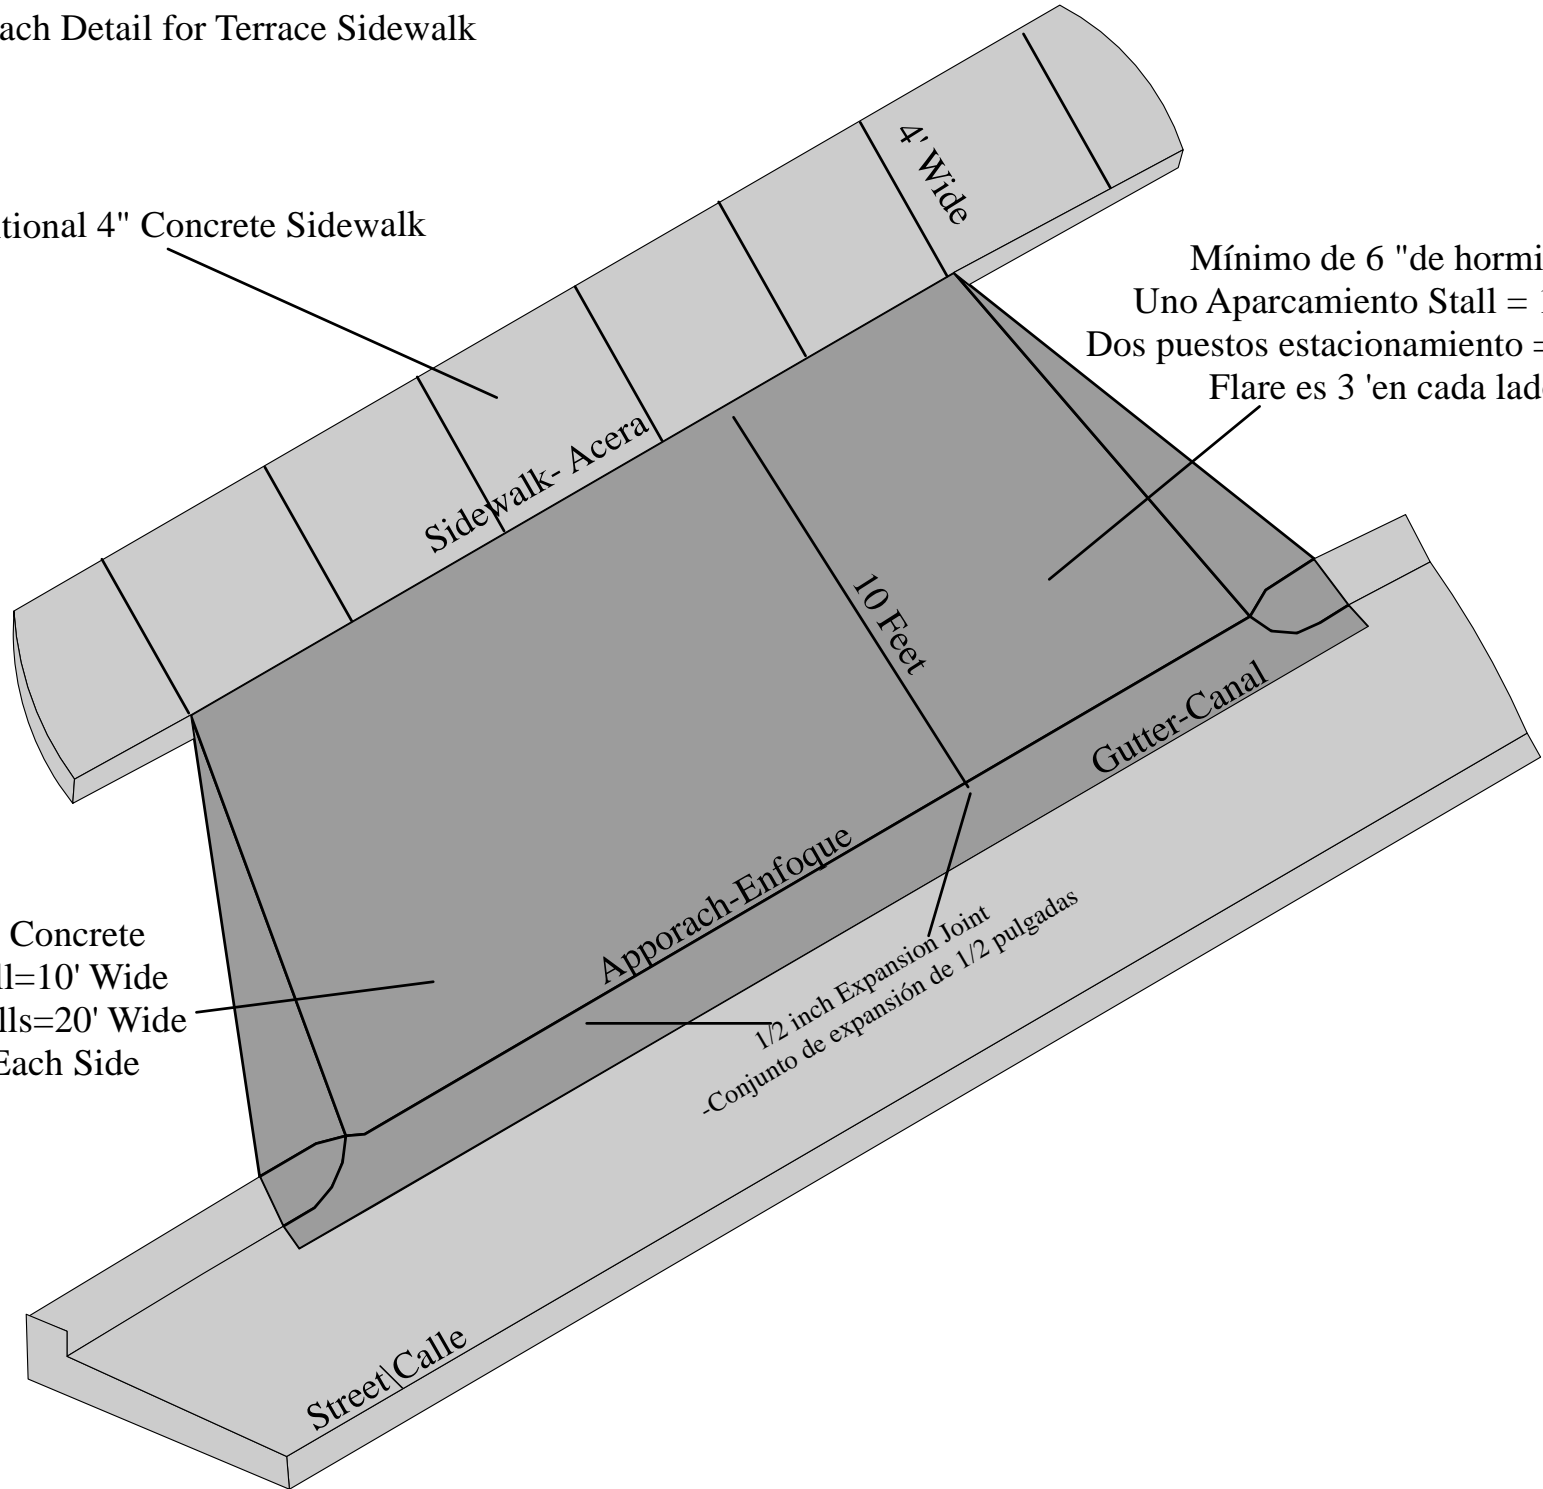 ach Detail for Terrace Sidewalk
4' Wide
tional 4" Concrete Sidewalk
Mínimo de 6 "de hormi
Uno Aparcamiento Stall = 1
Dos puestos estacionamiento =
Flare es 3 'en cada lad
Sidewalk- Acera
10 Feet
Gutter-Canal
Apporach-Enfoque
Concrete
ll=10' Wide
lls=20' Wide
Each Side
1/2 inch Expansion Joint
-Conjunto de expansión de 1/2 pulgadas
Street\Calle